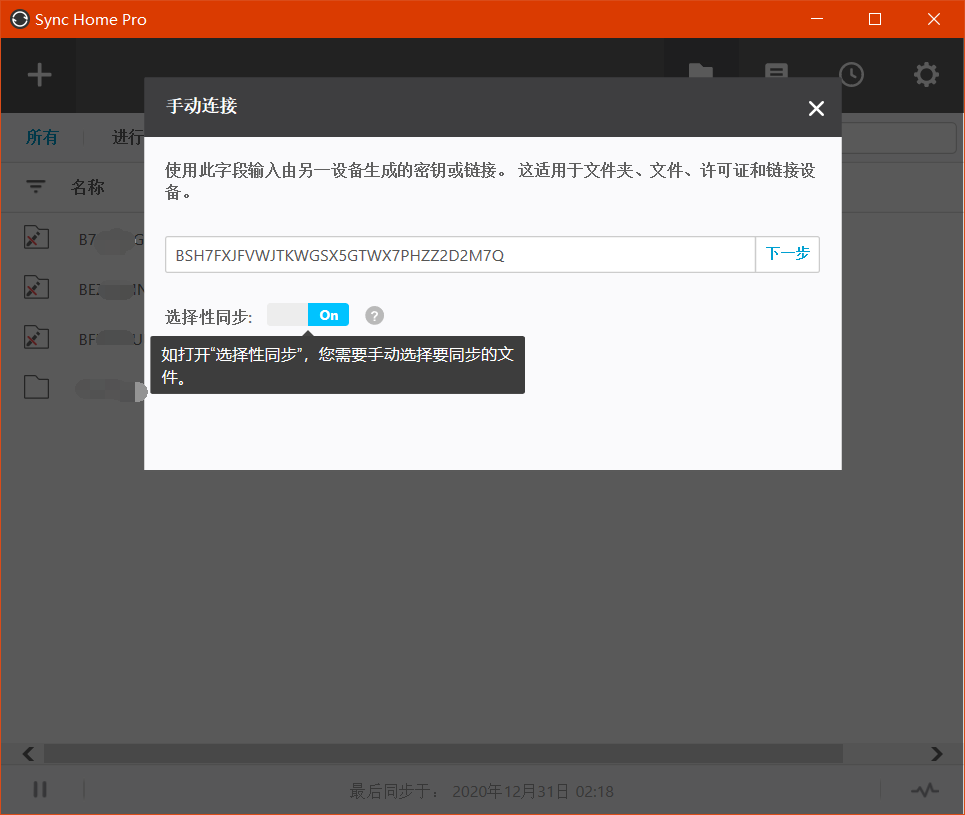 Sync Home Pro
手动连接
所有
进行
使用此字段输入由另一设备生成的密钥或链接。 这适用于文件夹、文件、许可证和链接设
备。
名称
B7
G
BSH7FXJFVWJTKWGSX5GTWX7PHZZ2D2M7Q
下一步
选择性同步:
On
?
如打开“选择性同步”，您需要手动选择要同步的文
件。
最后同步于： 2020年12月31日 02:18